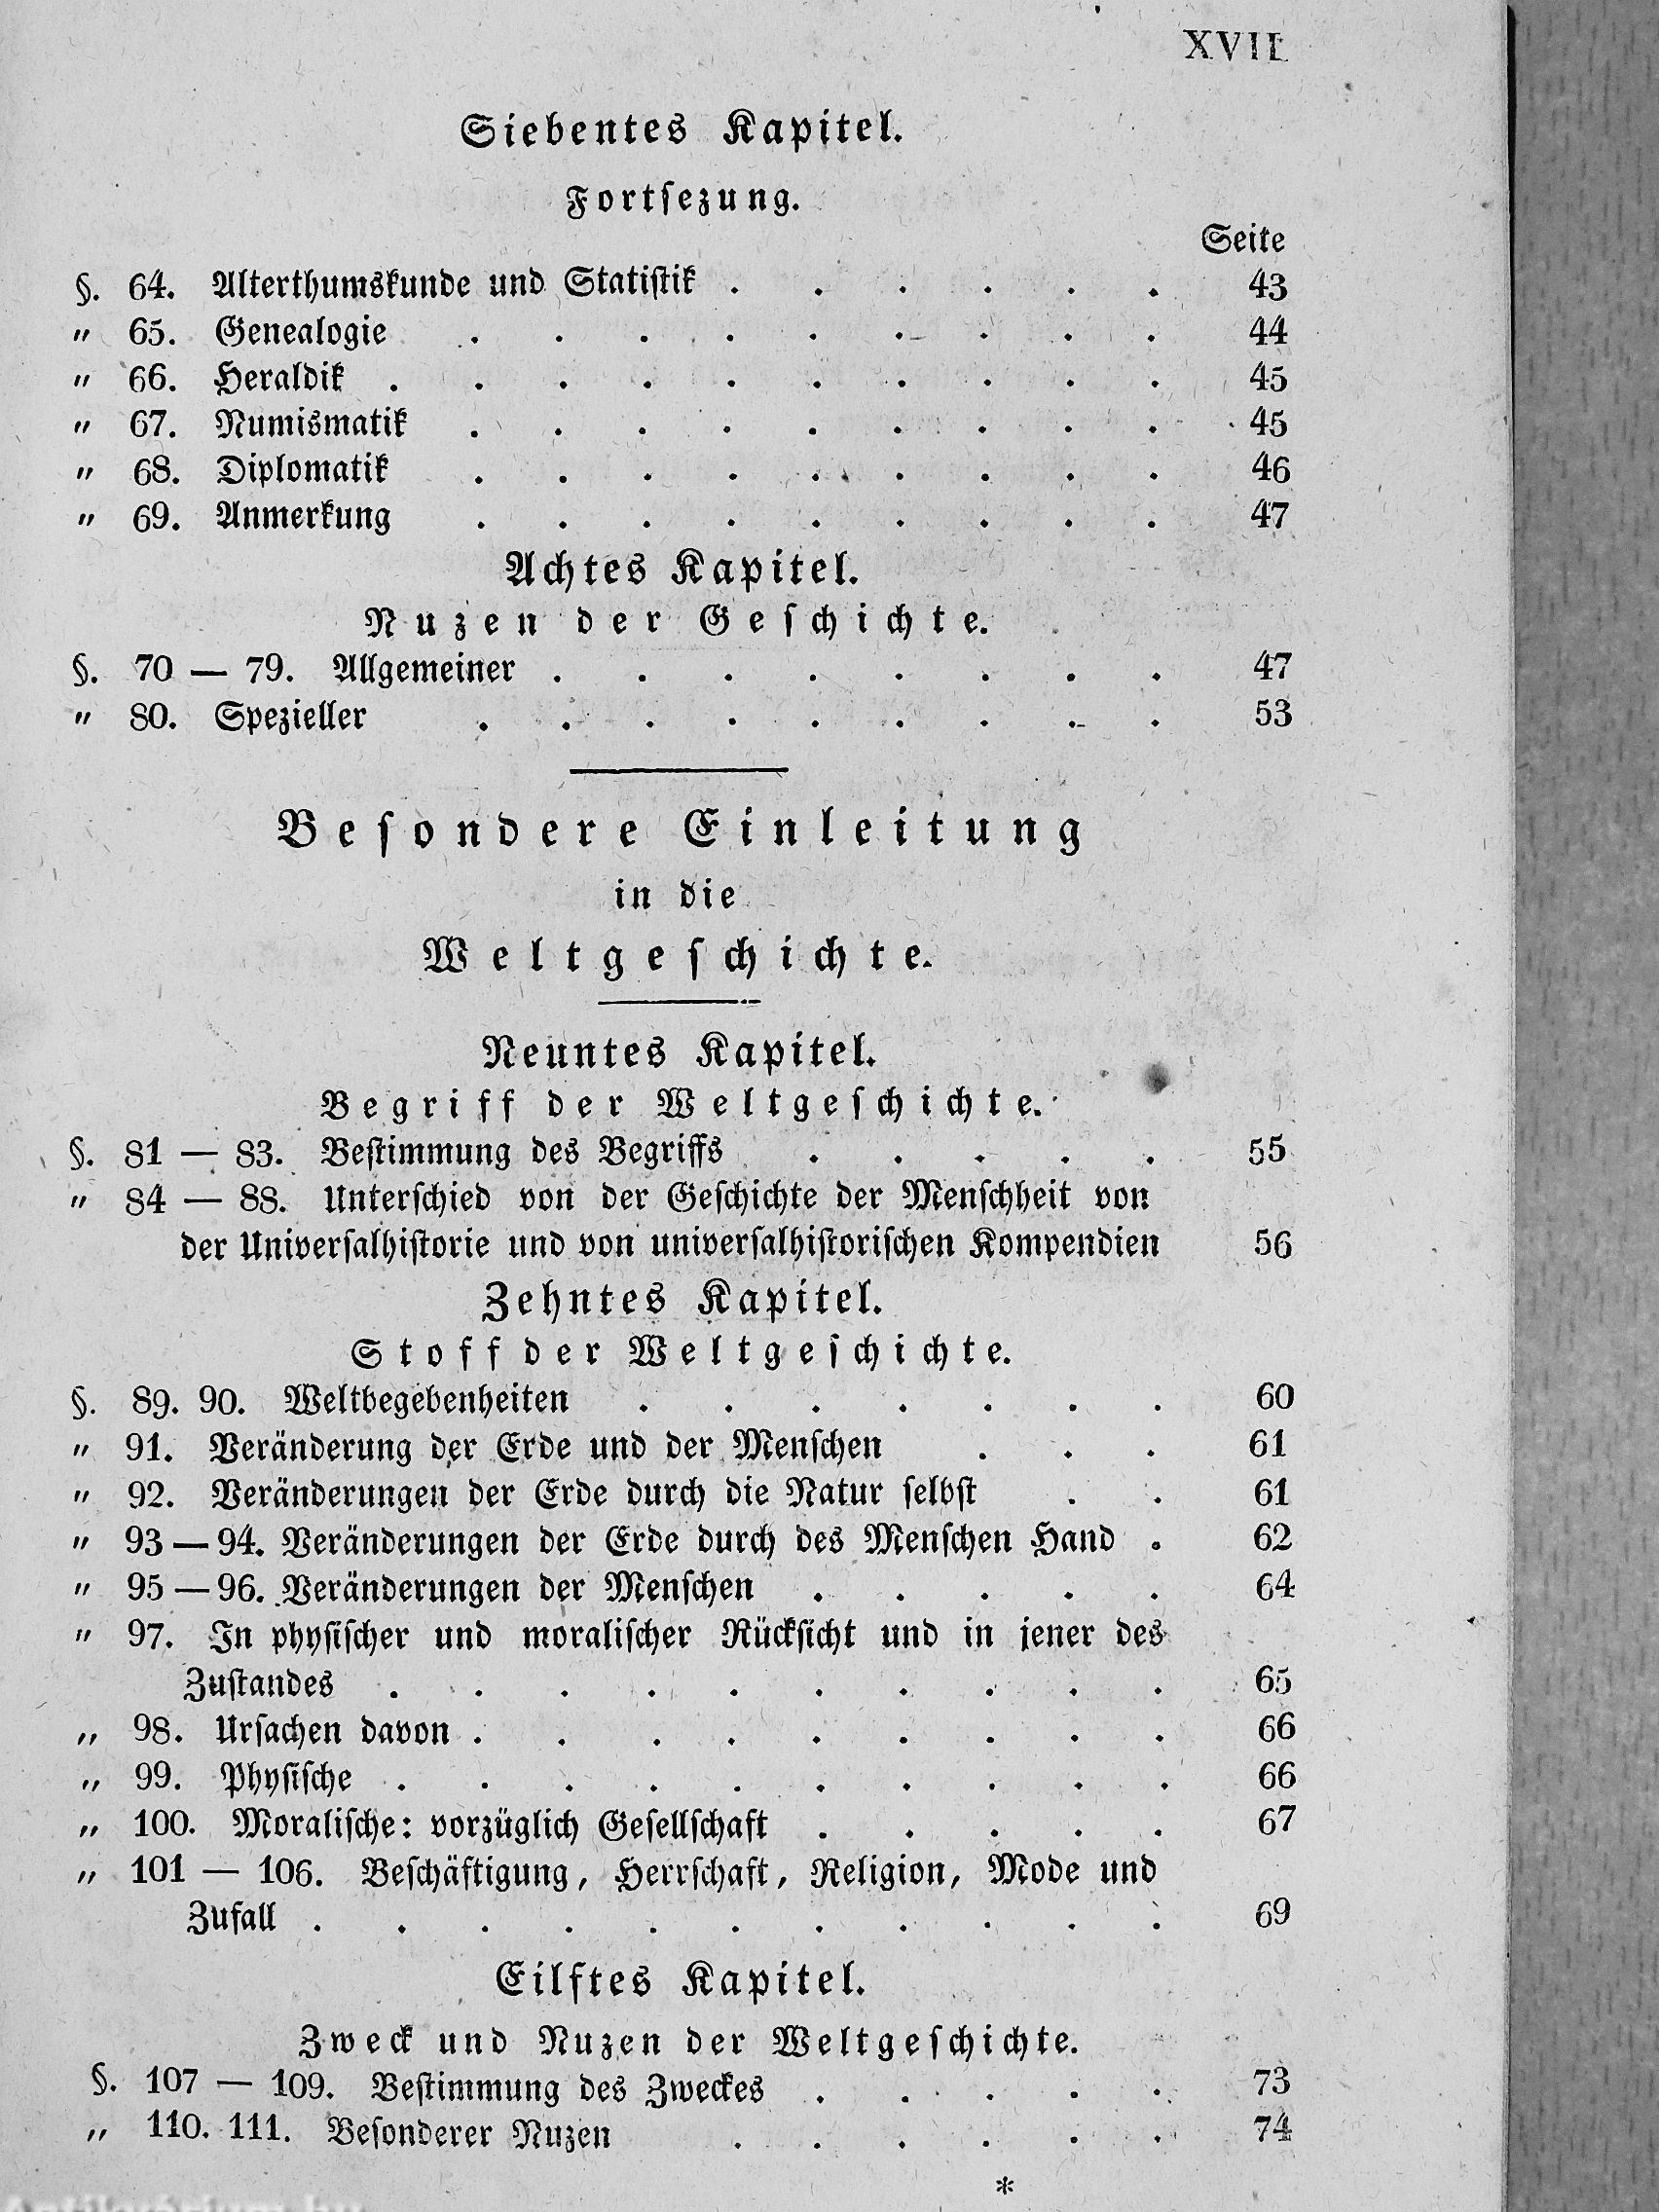 XVII
Siebentes Kapitel.
Fortsezung.
Seite
§. 64. Alterthumskunde und Statistik . . . . . . 43
„ 65. Genealogie . . . . . . . . . 44
„ 66. Heraldik . . . . . . . . . . 45
„ 67. Numismatik . . . . . . . . . 45
„ 68. Diplomatik . . . . . . . . . 46
„ 69. Anmerkung . . . . . . . . . 47
Achtes Kapitel.
Nuzen der Geschichte.
§. 70 — 79. Allgemeiner . . . . . . . . 47
„ 80. Spezieller . . . . . . . . . 53
Besondere Einleitung
in die
Weltgeschichte.
Neuntes Kapitel.
Begriff der Weltgeschichte.
§. 81 — 83. Bestimmung des Begriffs . . . . . 55
„ 84 — 88. Unterschied von der Geschichte der Menschheit von
der Universalhistorie und von universalhistorischen Kompendien 56
Zehntes Kapitel.
Stoff der Weltgeschichte.
§. 89. 90. Weltbegebenheiten . . . . . . . 60
„ 91. Veränderung der Erde und der Menschen . . . 61
„ 92. Veränderungen der Erde durch die Natur selbst . . 61
„ 93 — 94. Veränderungen der Erde durch des Menschen Hand . 62
„ 95 — 96. Veränderungen der Menschen . . . . . 64
„ 97. In physischer und moralischer Rücksicht und in jener des
Zustandes . . . . . . . . . . 65
„ 98. Ursachen davon . . . . . . . . . 66
„ 99. Physische . . . . . . . . . . 66
„ 100. Moralische: vorzüglich Gesellschaft . . . . . 67
„ 101 — 106. Beschäftigung, Herrschaft, Religion, Mode und
Zufall . . . . . . . . . . . 69
Eilftes Kapitel.
Zweck und Nuzen der Weltgeschichte.
§. 107 — 109. Bestimmung des Zweckes . . . . . 73
„ 110. 111. Besonderer Nuzen . . . . . . 74
*